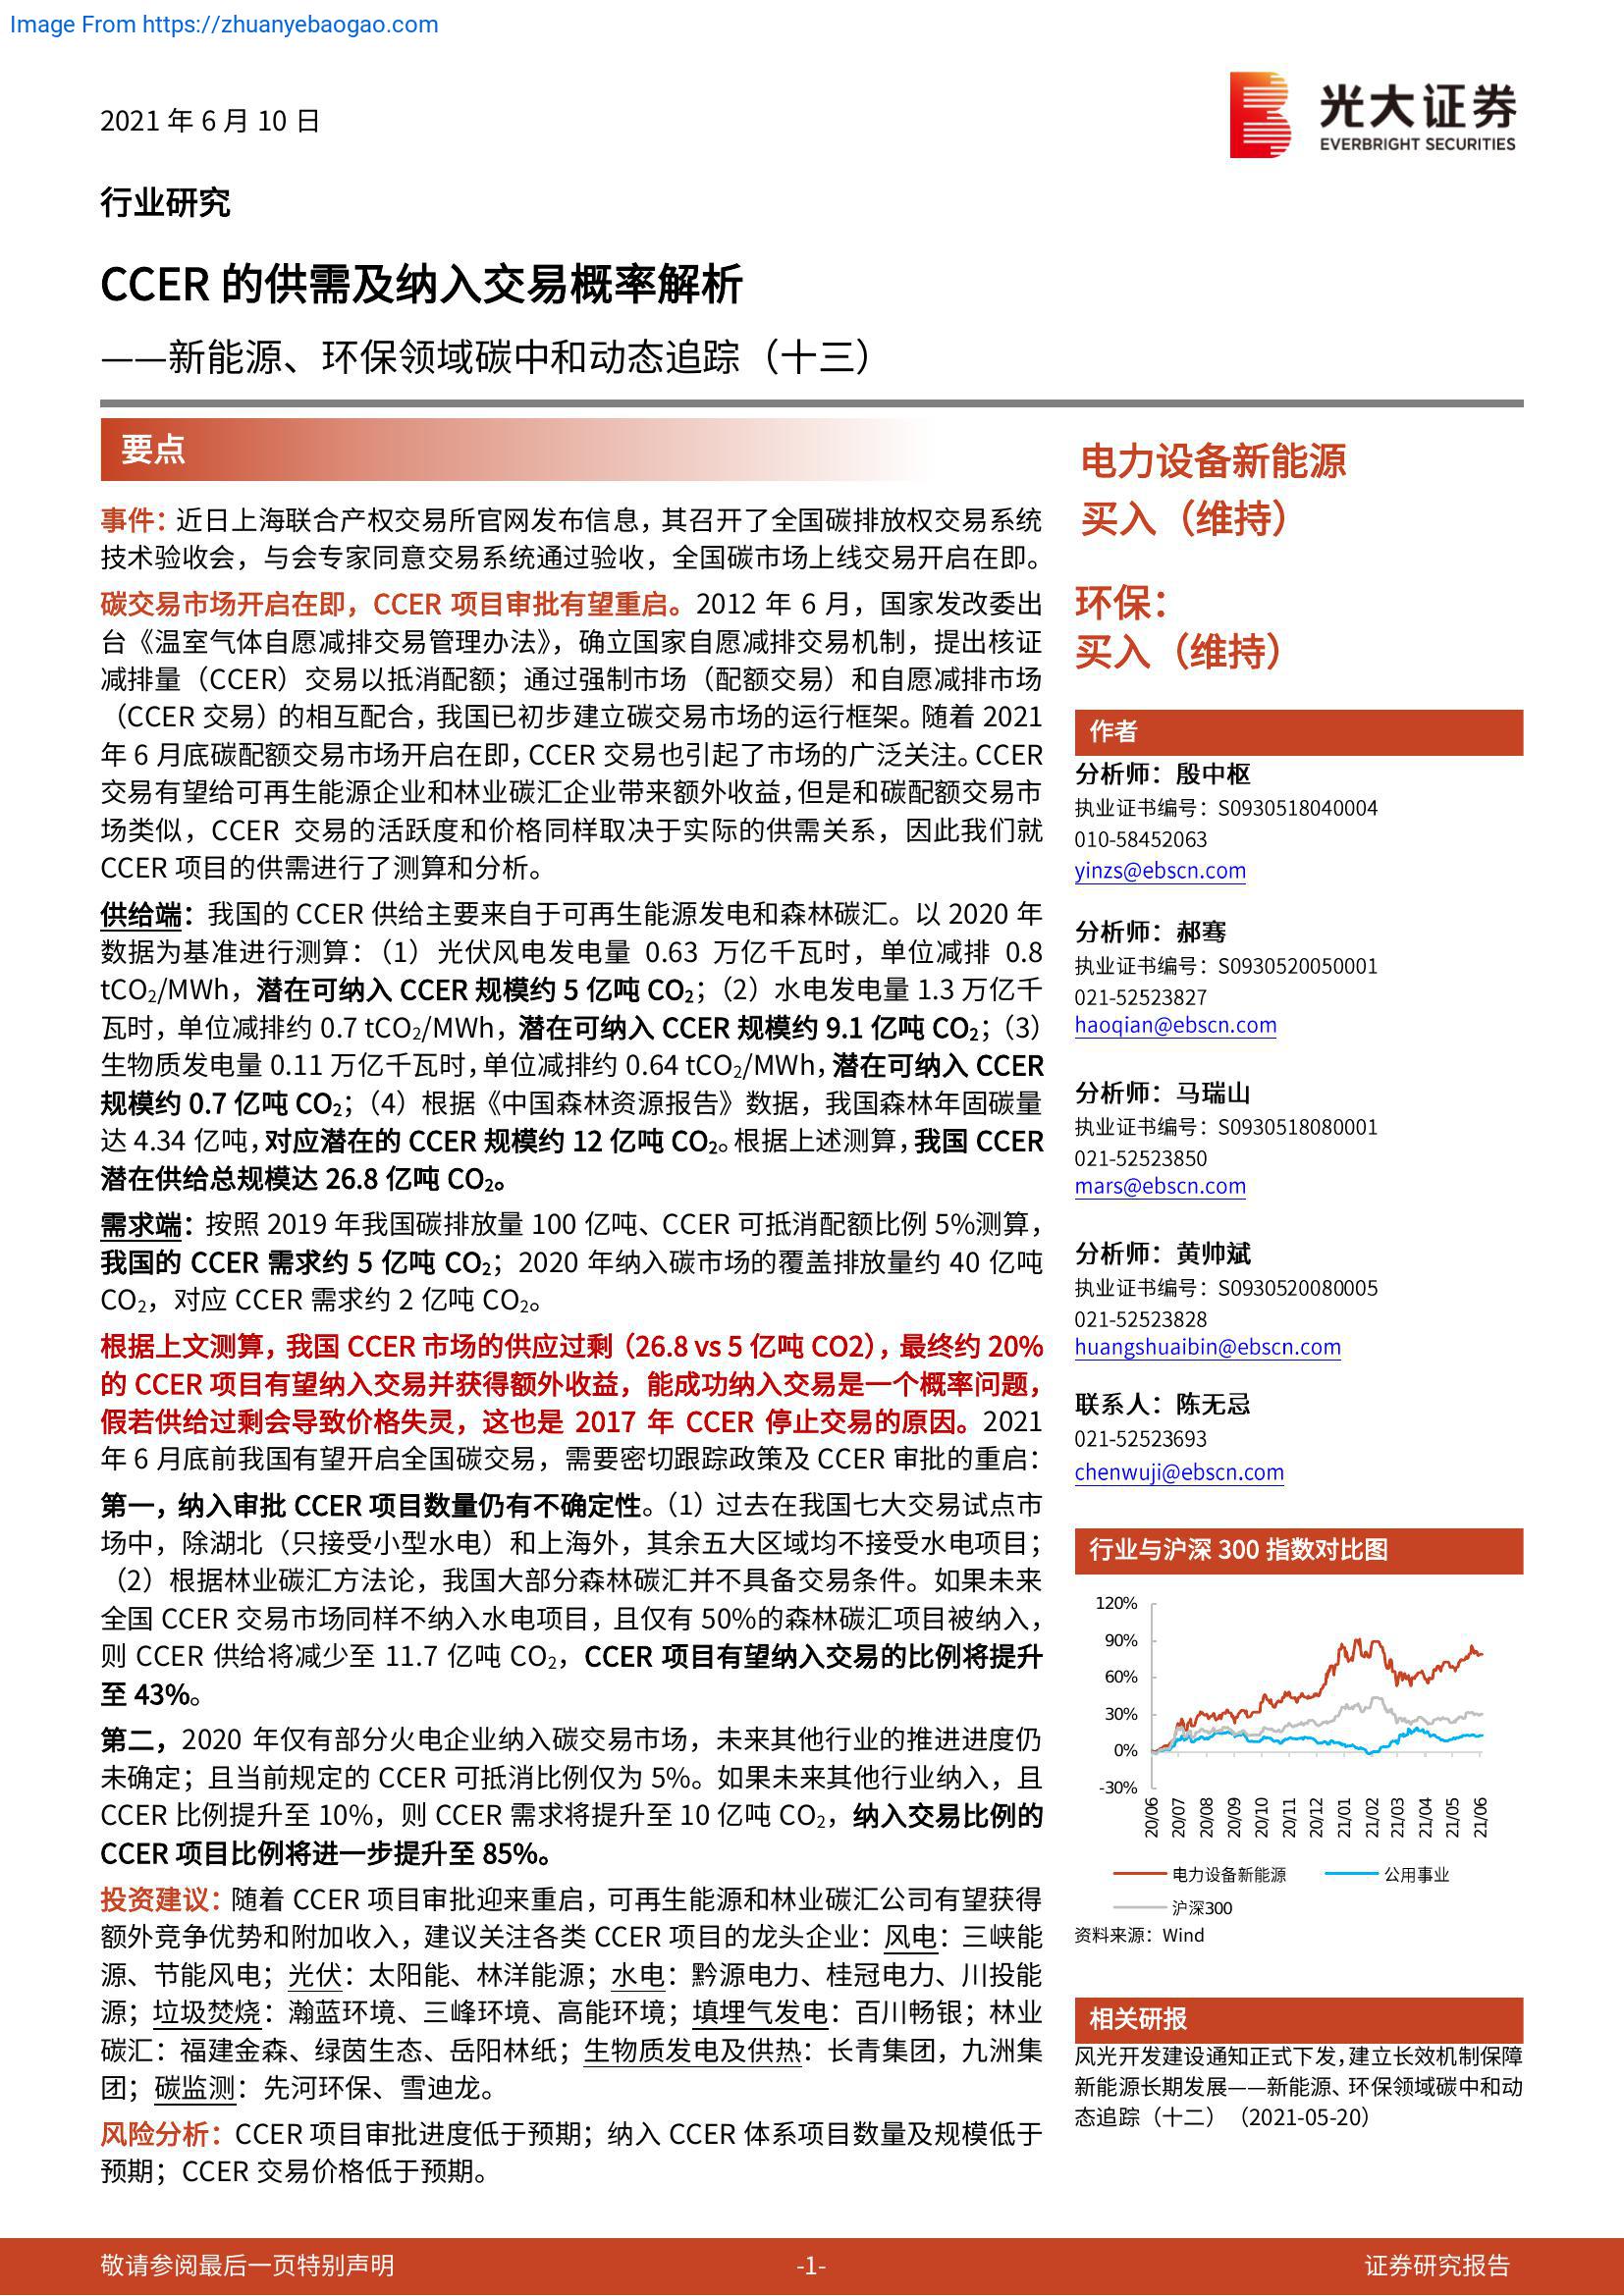 Image From https://zhuanyebaogao.com
2021 年 6 月 10 日
光大证券
EVERBRIGHT SECURITIES
行业研究
CCER 的供需及纳入交易概率解析
——新能源、环保领域碳中和动态追踪（十三）
要点
事件：近日上海联合产权交易所官网发布信息，其召开了全国碳排放权交易系统
技术验收会，与会专家同意交易系统通过验收，全国碳市场上线交易开启在即。
碳交易市场开启在即，CCER 项目审批有望重启。2012 年 6 月，国家发改委出
台《温室气体自愿减排交易管理办法》，确立国家自愿减排交易机制，提出核证
减排量（CCER）交易以抵消配额；通过强制市场（配额交易）和自愿减排市场
（CCER 交易）的相互配合，我国已初步建立碳交易市场的运行框架。随着 2021
年 6 月底碳配额交易市场开启在即，CCER 交易也引起了市场的广泛关注。CCER
交易有望给可再生能源企业和林业碳汇企业带来额外收益，但是和碳配额交易市
场类似，CCER 交易的活跃度和价格同样取决于实际的供需关系，因此我们就
CCER 项目的供需进行了测算和分析。
供给端：我国的 CCER 供给主要来自于可再生能源发电和森林碳汇。以 2020 年
数据为基准进行测算：（1）光伏风电发电量 0.63 万亿千瓦时，单位减排 0.8
tCO₂/MWh，潜在可纳入 CCER 规模约 5 亿吨 CO₂；（2）水电发电量 1.3 万亿千
瓦时，单位减排约 0.7 tCO₂/MWh，潜在可纳入 CCER 规模约 9.1 亿吨 CO₂；（3）
生物质发电量 0.11 万亿千瓦时，单位减排约 0.64 tCO₂/MWh，潜在可纳入 CCER
规模约 0.7 亿吨 CO₂；（4）根据《中国森林资源报告》数据，我国森林年固碳量
达 4.34 亿吨，对应潜在的 CCER 规模约 12 亿吨 CO₂。根据上述测算，我国 CCER
潜在供给总规模达 26.8 亿吨 CO₂。
需求端：按照 2019 年我国碳排放量 100 亿吨、CCER 可抵消配额比例 5%测算，
我国的 CCER 需求约 5 亿吨 CO₂；2020 年纳入碳市场的覆盖排放量约 40 亿吨
CO₂，对应 CCER 需求约 2 亿吨 CO₂。
根据上文测算，我国 CCER 市场的供应过剩（26.8 vs 5 亿吨 CO2），最终约 20%
的 CCER 项目有望纳入交易并获得额外收益，能成功纳入交易是一个概率问题，
假若供给过剩会导致价格失灵，这也是 2017 年 CCER 停止交易的原因。2021
年 6 月底前我国有望开启全国碳交易，需要密切跟踪政策及 CCER 审批的重启：
第一，纳入审批 CCER 项目数量仍有不确定性。（1）过去在我国七大交易试点市
场中，除湖北（只接受小型水电）和上海外，其余五大区域均不接受水电项目；
（2）根据林业碳汇方法论，我国大部分森林碳汇并不具备交易条件。如果未来
全国 CCER 交易市场同样不纳入水电项目，且仅有 50%的森林碳汇项目被纳入，
则 CCER 供给将减少至 11.7 亿吨 CO₂，CCER 项目有望纳入交易的比例将提升
至 43%。
第二，2020 年仅有部分火电企业纳入碳交易市场，未来其他行业的推进进度仍
未确定；且当前规定的 CCER 可抵消比例仅为 5%。如果未来其他行业纳入，且
CCER 比例提升至 10%，则 CCER 需求将提升至 10 亿吨 CO₂，纳入交易比例的
CCER 项目比例将进一步提升至 85%。
投资建议：随着 CCER 项目审批迎来重启，可再生能源和林业碳汇公司有望获得
额外竞争优势和附加收入，建议关注各类 CCER 项目的龙头企业：风电：三峡能
源、节能风电；光伏：太阳能、林洋能源；水电：黔源电力、桂冠电力、川投能
源；垃圾焚烧：瀚蓝环境、三峰环境、高能环境；填埋气发电：百川畅银；林业
碳汇：福建金森、绿茵生态、岳阳林纸；生物质发电及供热：长青集团，九洲集
团；碳监测：先河环保、雪迪龙。
风险分析：CCER 项目审批进度低于预期；纳入 CCER 体系项目数量及规模低于
预期；CCER 交易价格低于预期。
电力设备新能源
买入（维持）
环保：
买入（维持）
作者
分析师：殷中枢
执业证书编号：S0930518040004
010-58452063
yinzs@ebscn.com
分析师：郝骞
执业证书编号：S0930520050001
021-52523827
haoqian@ebscn.com
分析师：马瑞山
执业证书编号：S0930518080001
021-52523850
mars@ebscn.com
分析师：黄帅斌
执业证书编号：S0930520080005
021-52523828
huangshuaibin@ebscn.com
联系人：陈无忌
021-52523693
chenwuji@ebscn.com
行业与沪深 300 指数对比图
120%
90%
60%
30%
0%
-30%
20/06 20/07 20/08 20/09 20/10 20/11 20/12 21/01 21/02 21/03 21/04 21/05 21/06
电力设备新能源 公用事业
沪深300
资料来源：Wind
相关研报
风光开发建设通知正式下发，建立长效机制保障
新能源长期发展——新能源、环保领域碳中和动
态追踪（十二）（2021-05-20）
敬请参阅最后一页特别声明 -1- 证券研究报告